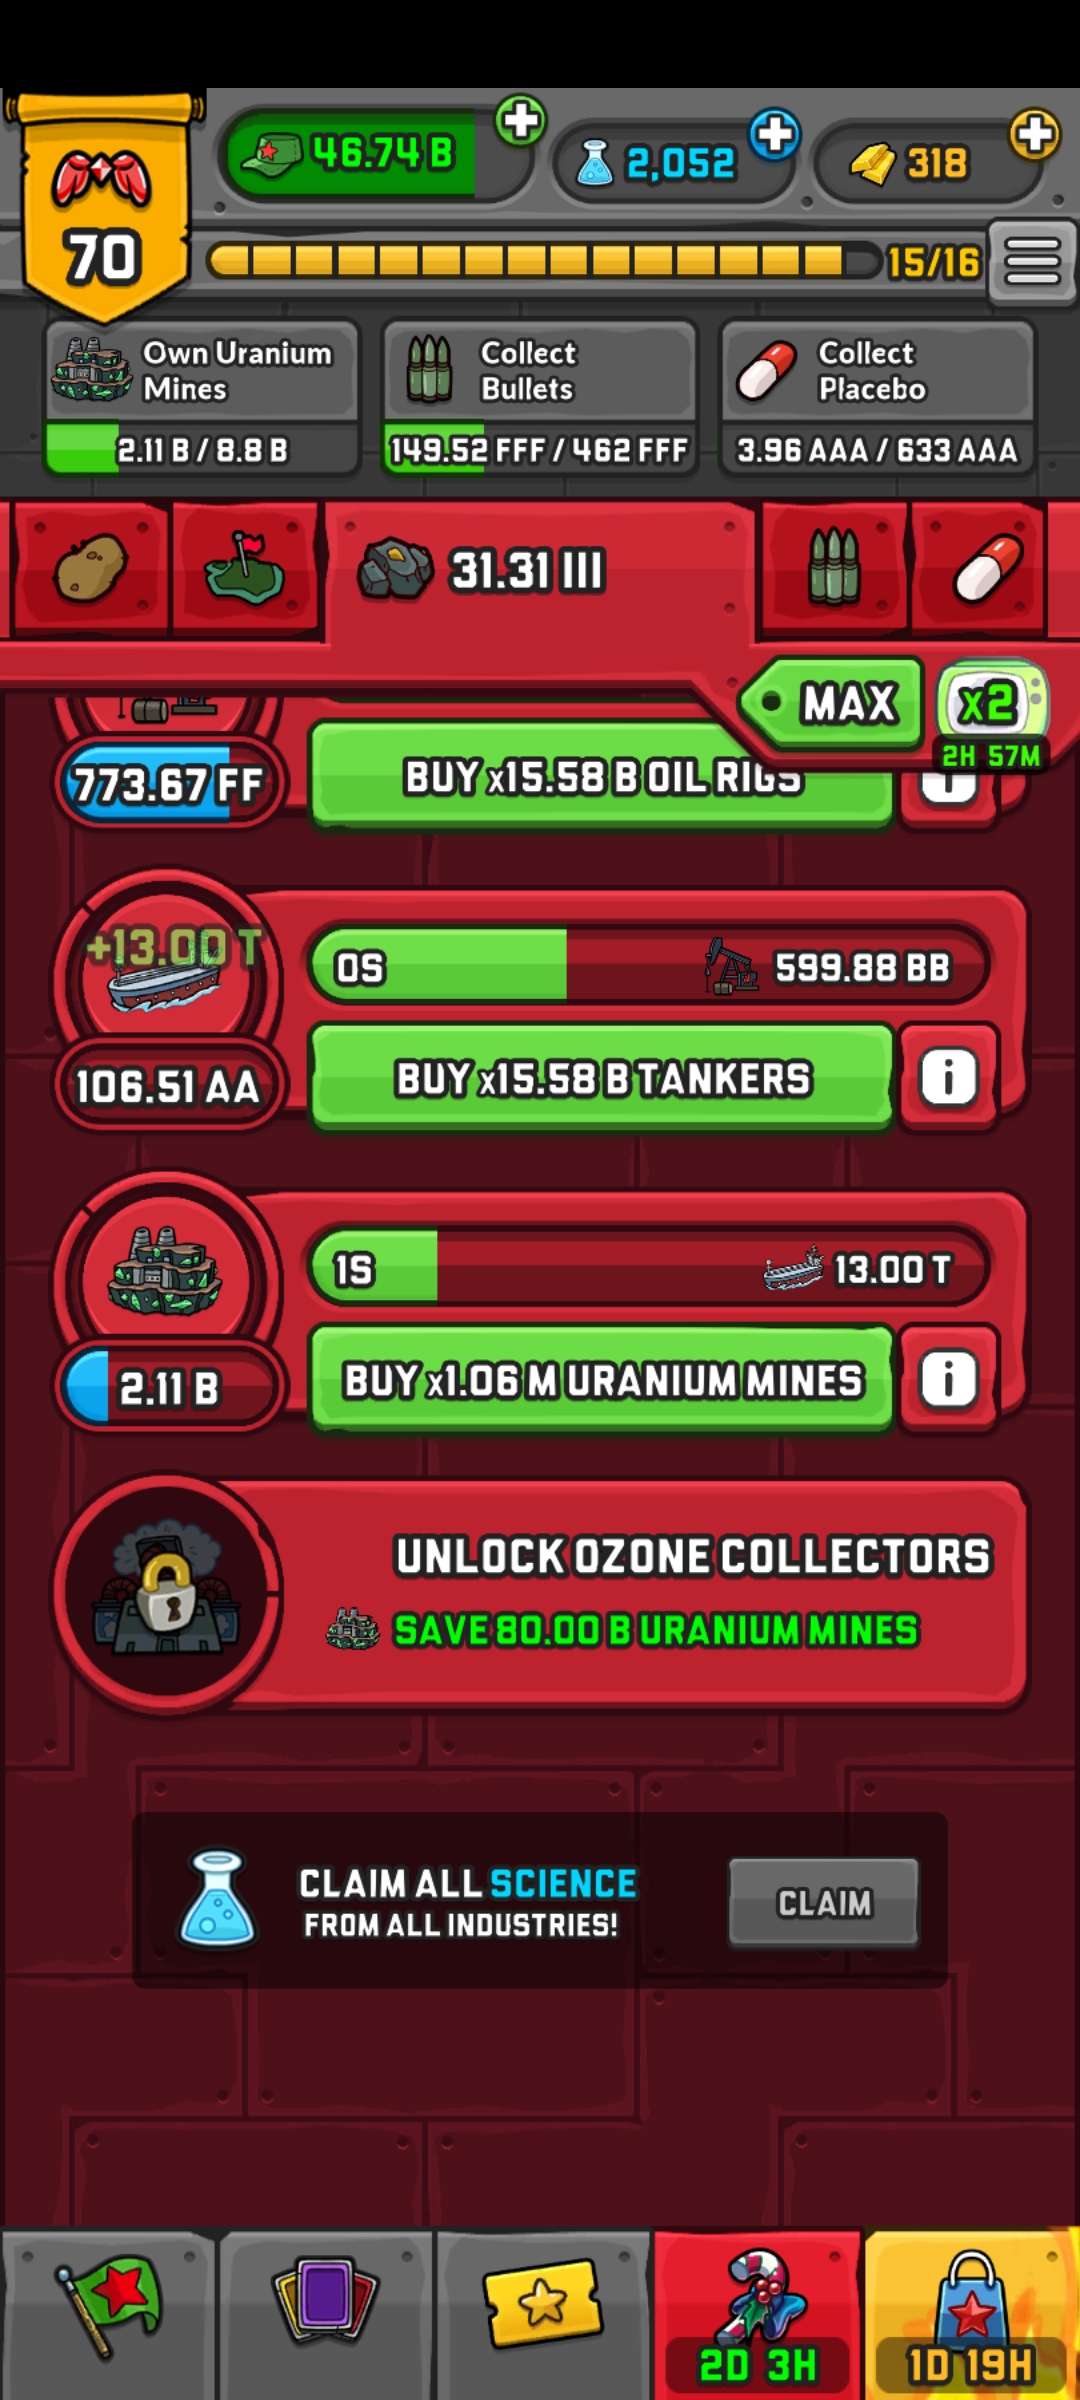 46.74 B
2,052
318
70
15/16
Own Uranium
Mines
2.11 B / 8.8 B
Collect
Bullets
149.52 FFF / 462 FFF
Collect
Placebo
3.96 AAA / 633 AAA
31.31 III
MAX
x2
2H 57M
773.67 FF
BUY x15.58 B OIL RIGS
+13.00 T
0S
599.88 BB
106.51 AA
BUY x15.58 B TANKERS
i
1S
13.00 T
2.11 B
BUY x1.06 M URANIUM MINES
i
UNLOCK OZONE COLLECTORS
SAVE 80.00 B URANIUM MINES
CLAIM ALL SCIENCE
FROM ALL INDUSTRIES!
CLAIM
2D 3H
1D 19H